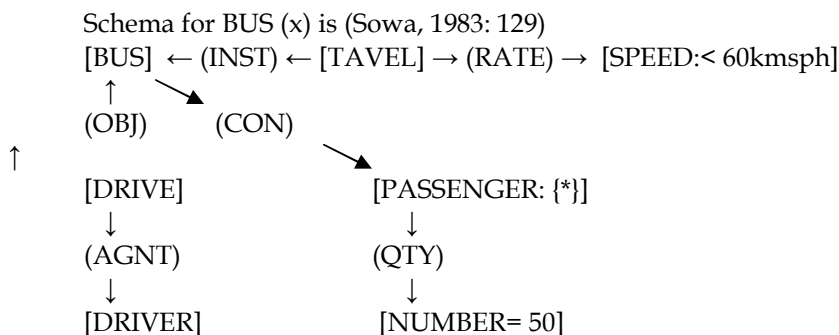 Schema for BUS (x) is (Sowa, 1983: 129)
[BUS] ← (INST) ← [TAVEL] → (RATE) → [SPEED:< 60kmsph]
↑
(OBJ) (CON)
↑
[DRIVE] [PASSENGER: {*}]
↓ ↓
(AGNT) (QTY)
↓ ↓
[DRIVER] [NUMBER= 50]